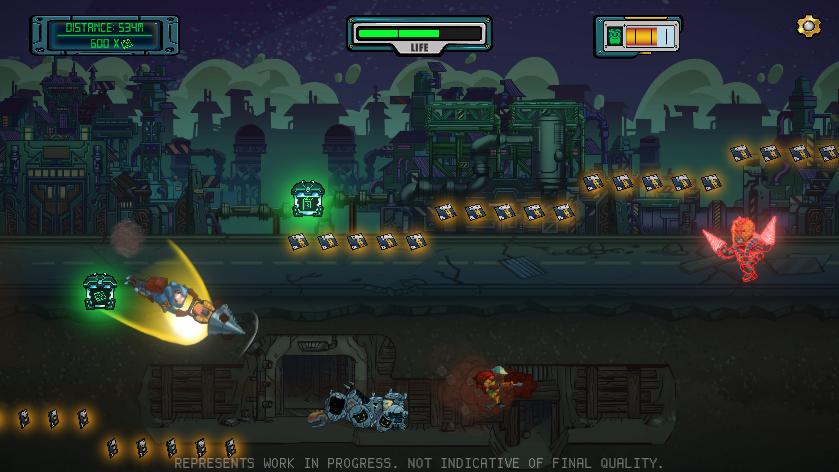 DISTANCE: 534M
600 X
LIFE
REPRESENTS WORK IN PROGRESS. NOT INDICATIVE OF FINAL QUALITY.